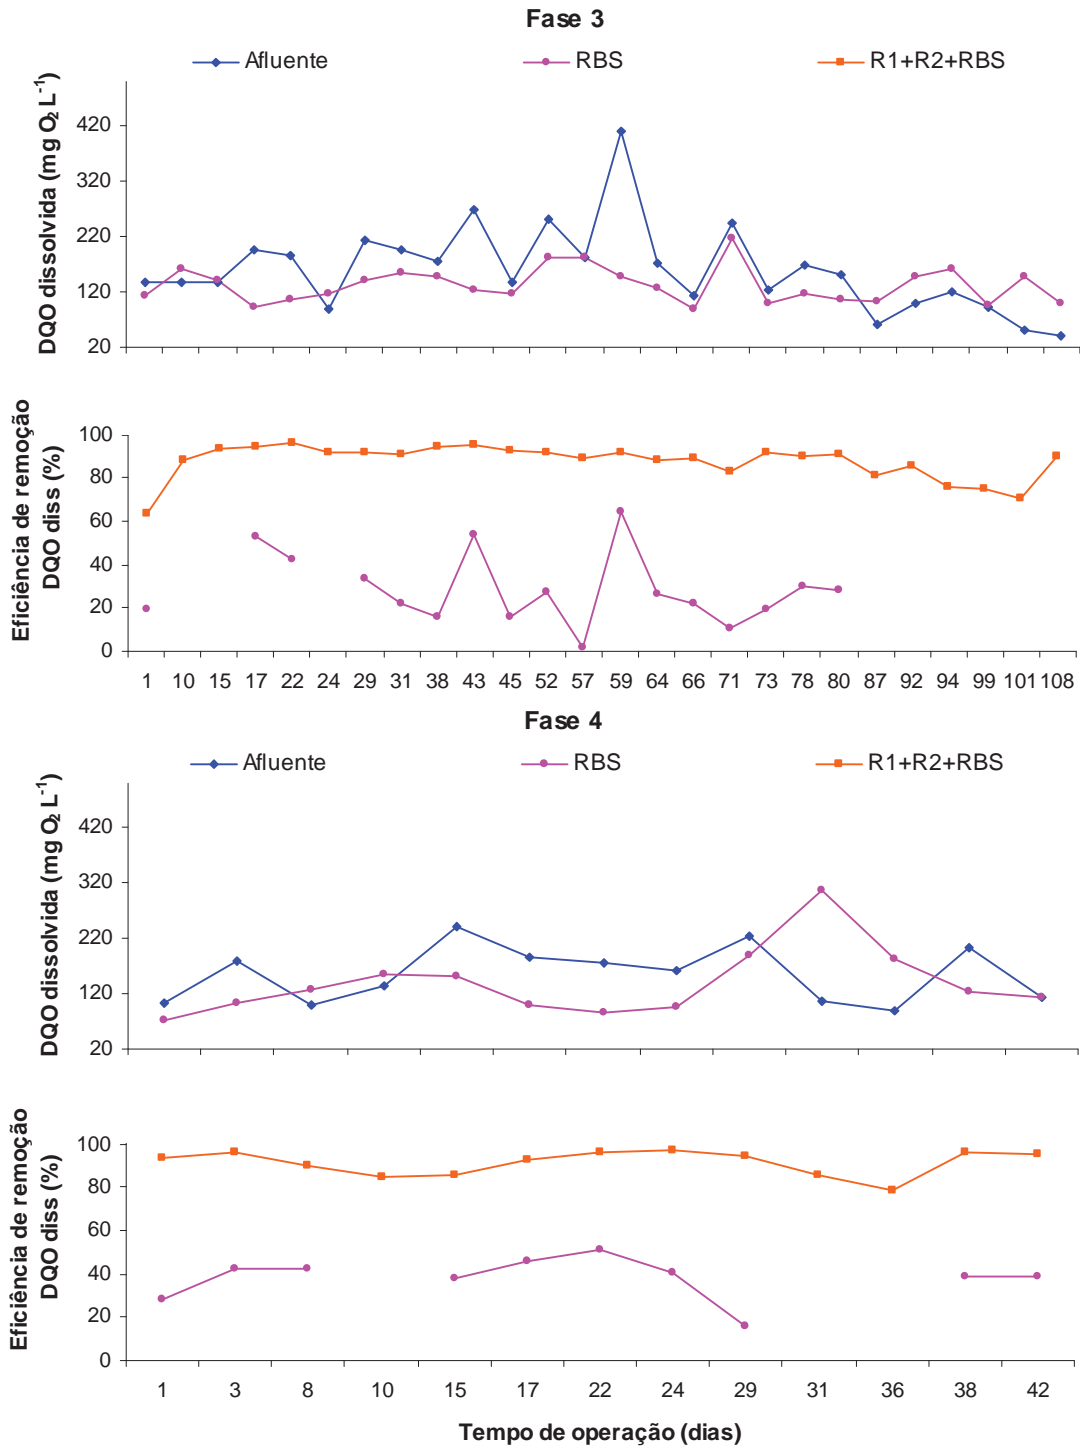 Fase 3
Afluente RBS R1+R2+RBS
DQO dissolvida (mg O2 L-1)
420
320
220
120
20
Eficiência de remoção
DQO diss (%)
100
80
60
40
20
0
1 10 15 17 22 24 29 31 38 43 45 52 57 59 64 66 71 73 78 80 87 92 94 99 101 108
Fase 4
Afluente RBS R1+R2+RBS
DQO dissolvida (mg O2 L-1)
420
320
220
120
20
Eficiência de remoção
DQO diss (%)
100
80
60
40
20
0
1 3 8 10 15 17 22 24 29 31 36 38 42
Tempo de operação (dias)